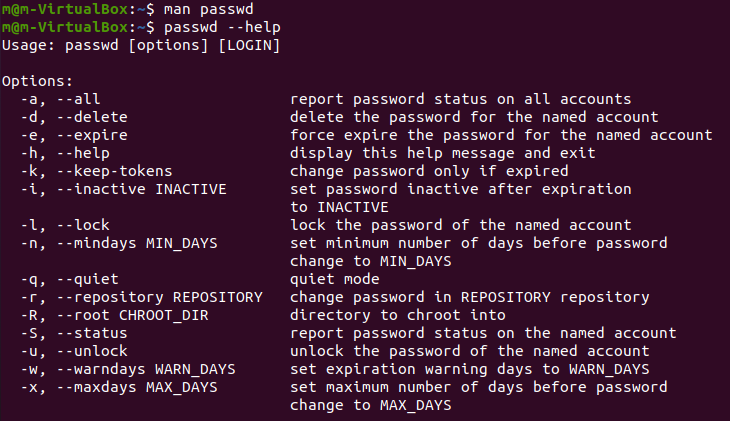 m@m-VirtualBox:~$ man passwd
m@m-VirtualBox:~$ passwd --help
Usage: passwd [options] [LOGIN]

Options:
  -a, --all                     report password status on all accounts
  -d, --delete                  delete the password for the named account
  -e, --expire                  force expire the password for the named account
  -h, --help                    display this help message and exit
  -k, --keep-tokens             change password only if expired
  -i, --inactive INACTIVE       set password inactive after expiration
                                to INACTIVE
  -l, --lock                    lock the password of the named account
  -n, --mindays MIN_DAYS        set minimum number of days before password
                                change to MIN_DAYS
  -q, --quiet                   quiet mode
  -r, --repository REPOSITORY   change password in REPOSITORY repository
  -R, --root CHROOT_DIR         directory to chroot into
  -S, --status                  report password status on the named account
  -u, --unlock                  unlock the password of the named account
  -w, --warndays WARN_DAYS      set expiration warning days to WARN_DAYS
  -x, --maxdays MAX_DAYS        set maximum number of days before password
                                change to MAX_DAYS